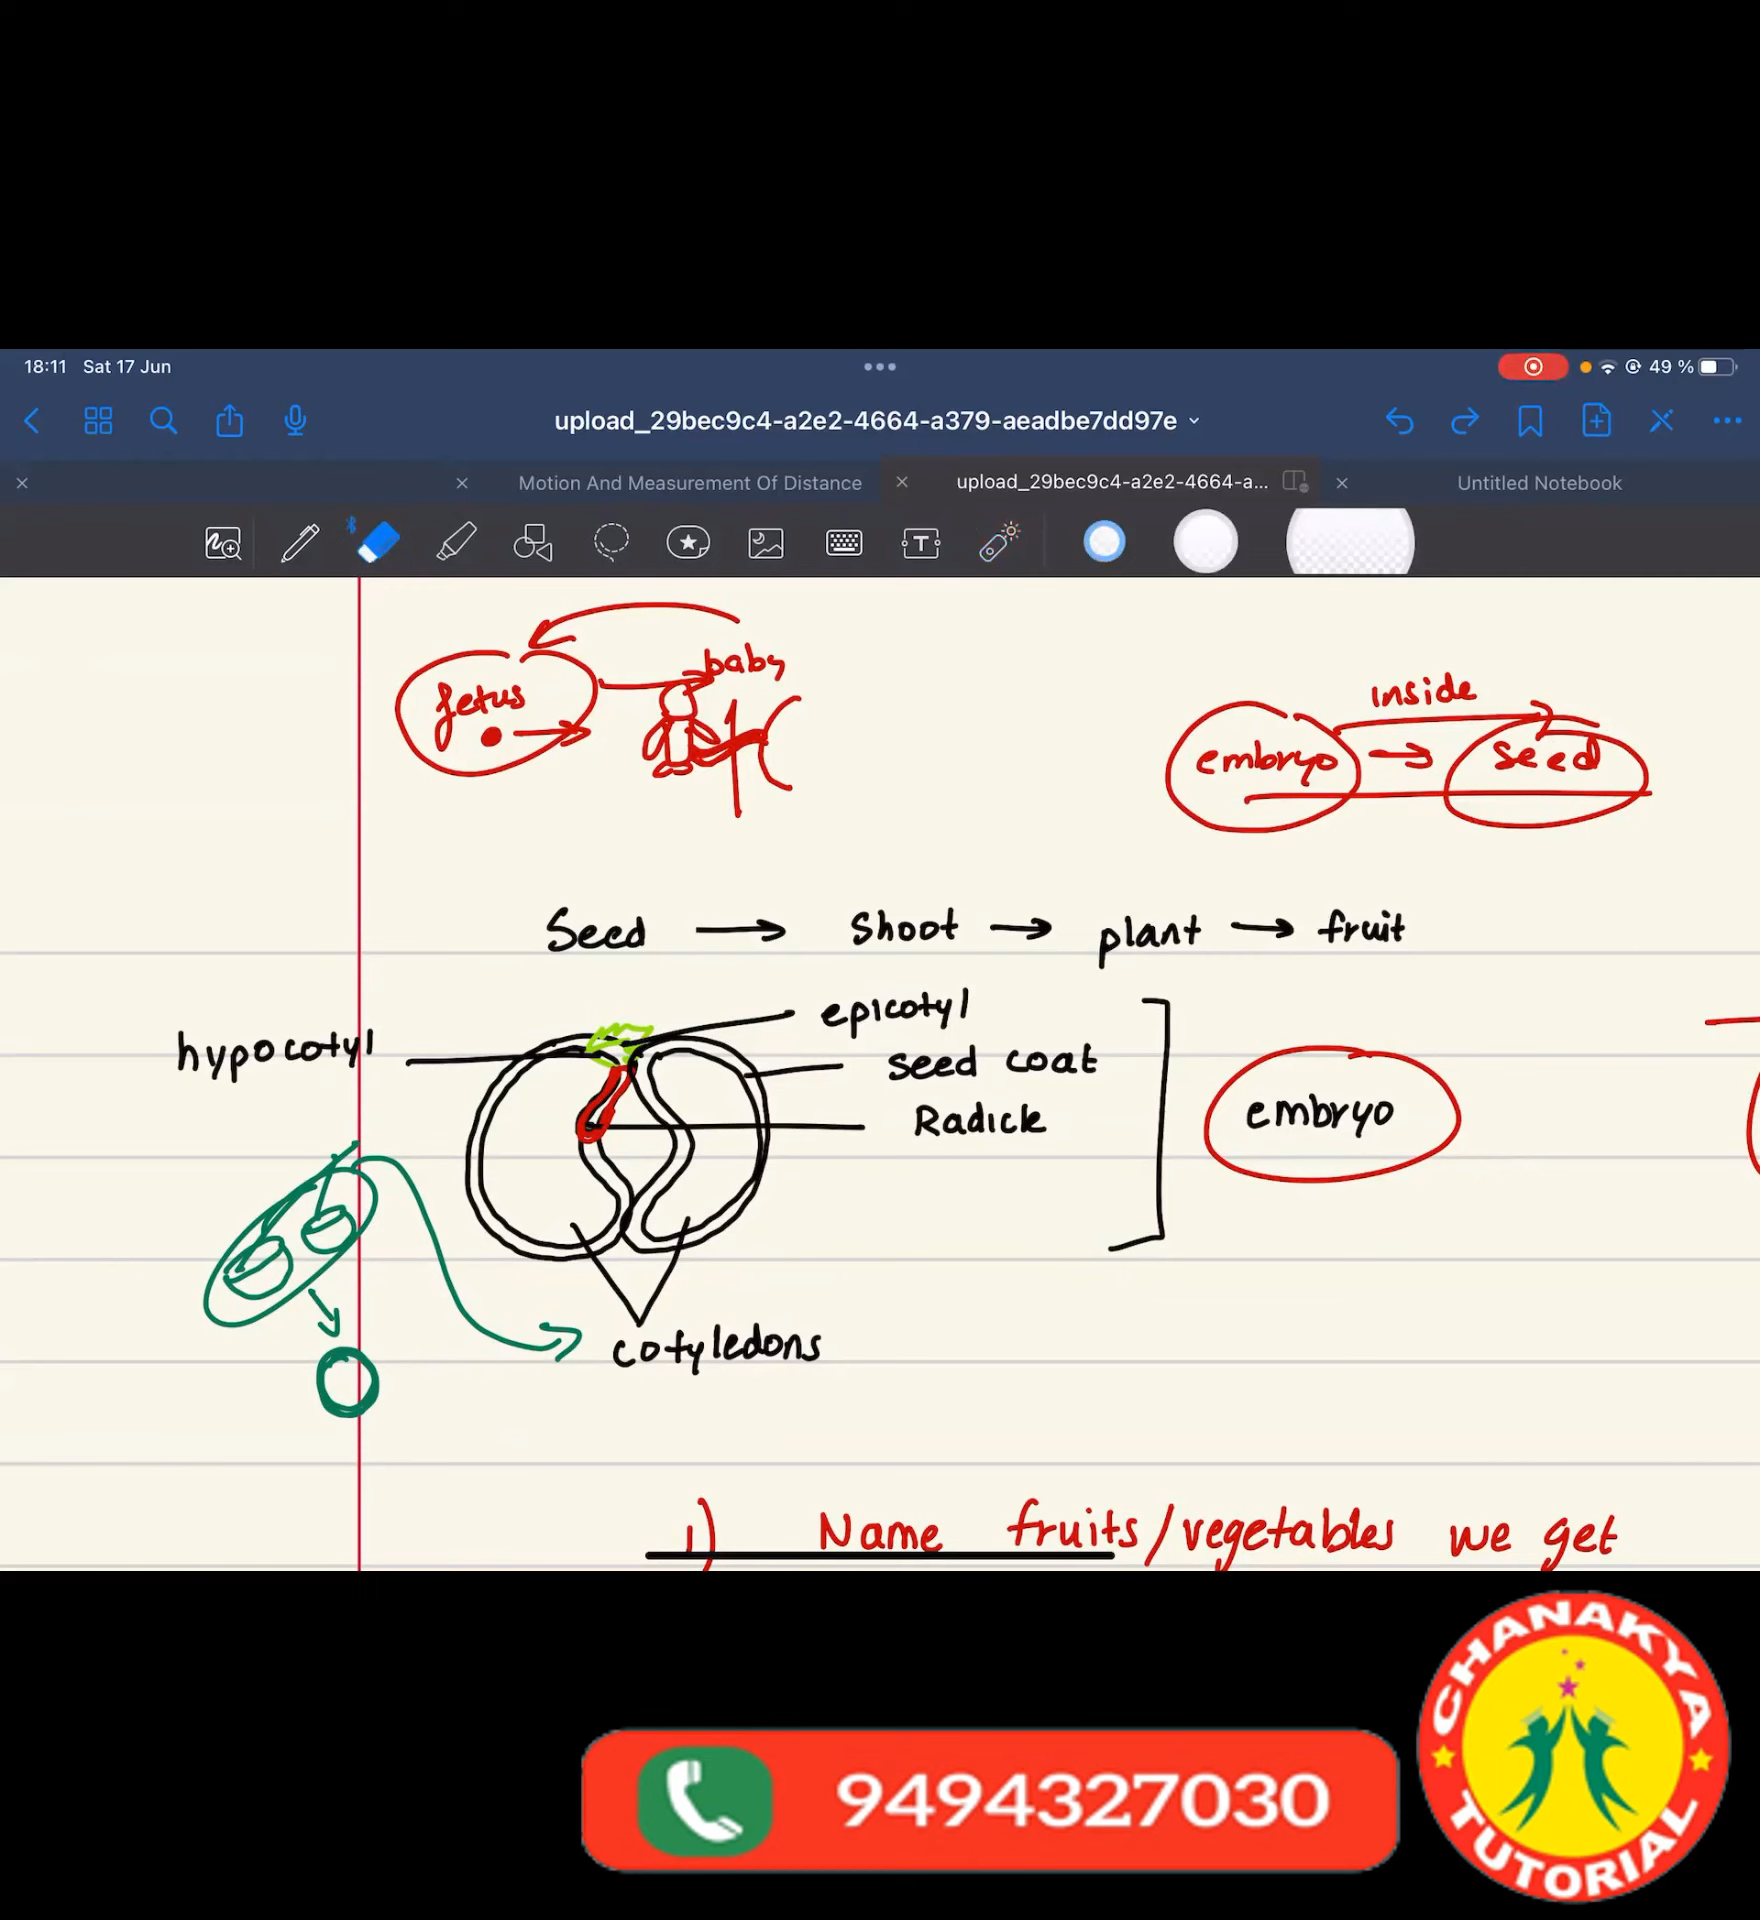 18:11 Sat 17 Jun
49 %
upload_29bec9c4-a2e2-4664-a379-aeadbe7dd97e
Motion And Measurement Of Distance
upload_29bec9c4-a2e2-4664-a...
Untitled Notebook
T
fetus
baby
inside
embryo → seed
Seed → Shoot → plant → fruit
epicotyl
hypocotyl
seed coat
Radicle
embryo
cotyledons
1) Name fruits/vegetables we get
9494327030
CHANAKYA
TUTORIAL